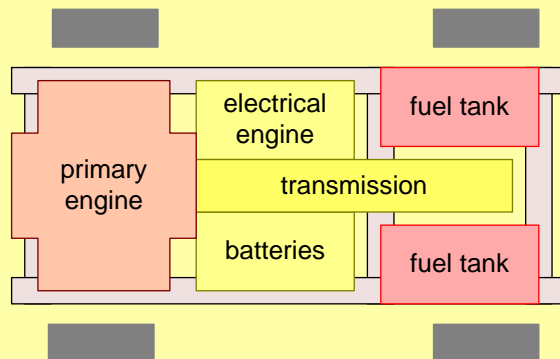 electrical
engine
fuel tank
primary
engine
transmission
batteries
fuel tank